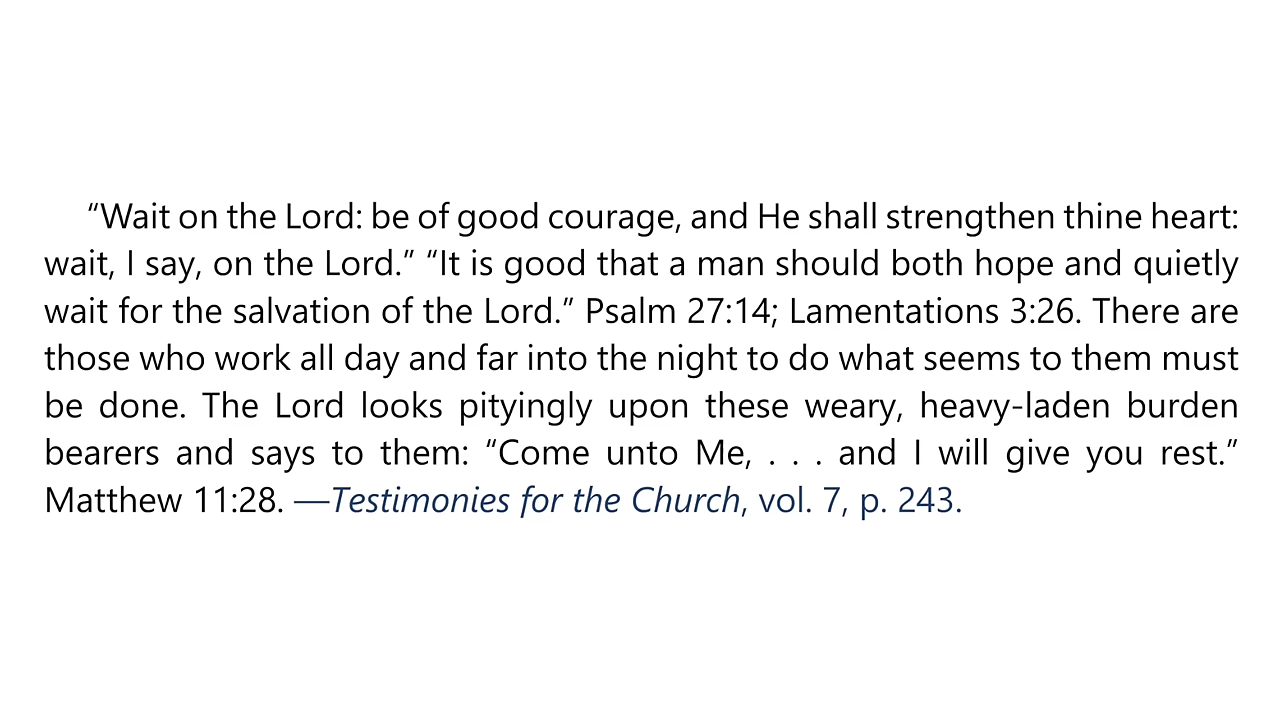 “Wait on the Lord: be of good courage, and He shall strengthen thine heart:
wait, I say, on the Lord.” “It is good that a man should both hope and quietly
wait for the salvation of the Lord.” Psalm 27:14; Lamentations 3:26. There are
those who work all day and far into the night to do what seems to them must
be done. The Lord looks pityingly upon these weary, heavy-laden burden
bearers and says to them: “Come unto Me, . . . and I will give you rest.”
Matthew 11:28. —Testimonies for the Church, vol. 7, p. 243.